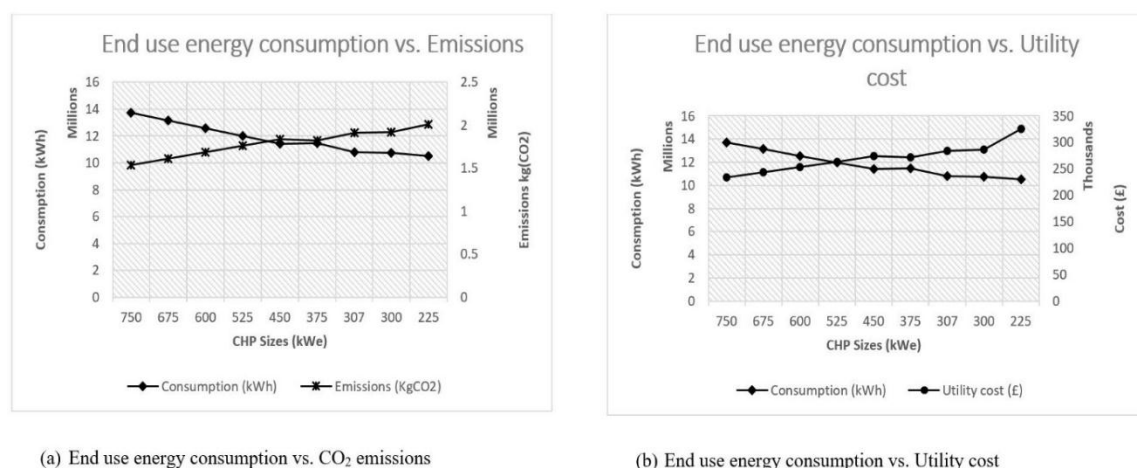 End use energy consumption vs. Emissions
16
14
12
10
8
6
4
2
0
Millions
Consmption (kWh)
2.5
2
1.5
1
0.5
0
Millions
Emissions kg(CO2)
750 675 600 525 450 375 307 300 225
CHP Sizes (kWe)
Consumption (kWh) Emissions (KgCO2)
(a) End use energy consumption vs. CO₂ emissions
End use energy consumption vs. Utility
cost
16
14
12
10
8
6
4
2
0
Millions
Consmption (kWh)
350
300
250
200
150
100
50
0
Thousands
Cost (£)
750 675 600 525 450 375 307 300 225
CHP Sizes (kWe)
Consumption (kWh) Utility cost (£)
(b) End use energy consumption vs. Utility cost